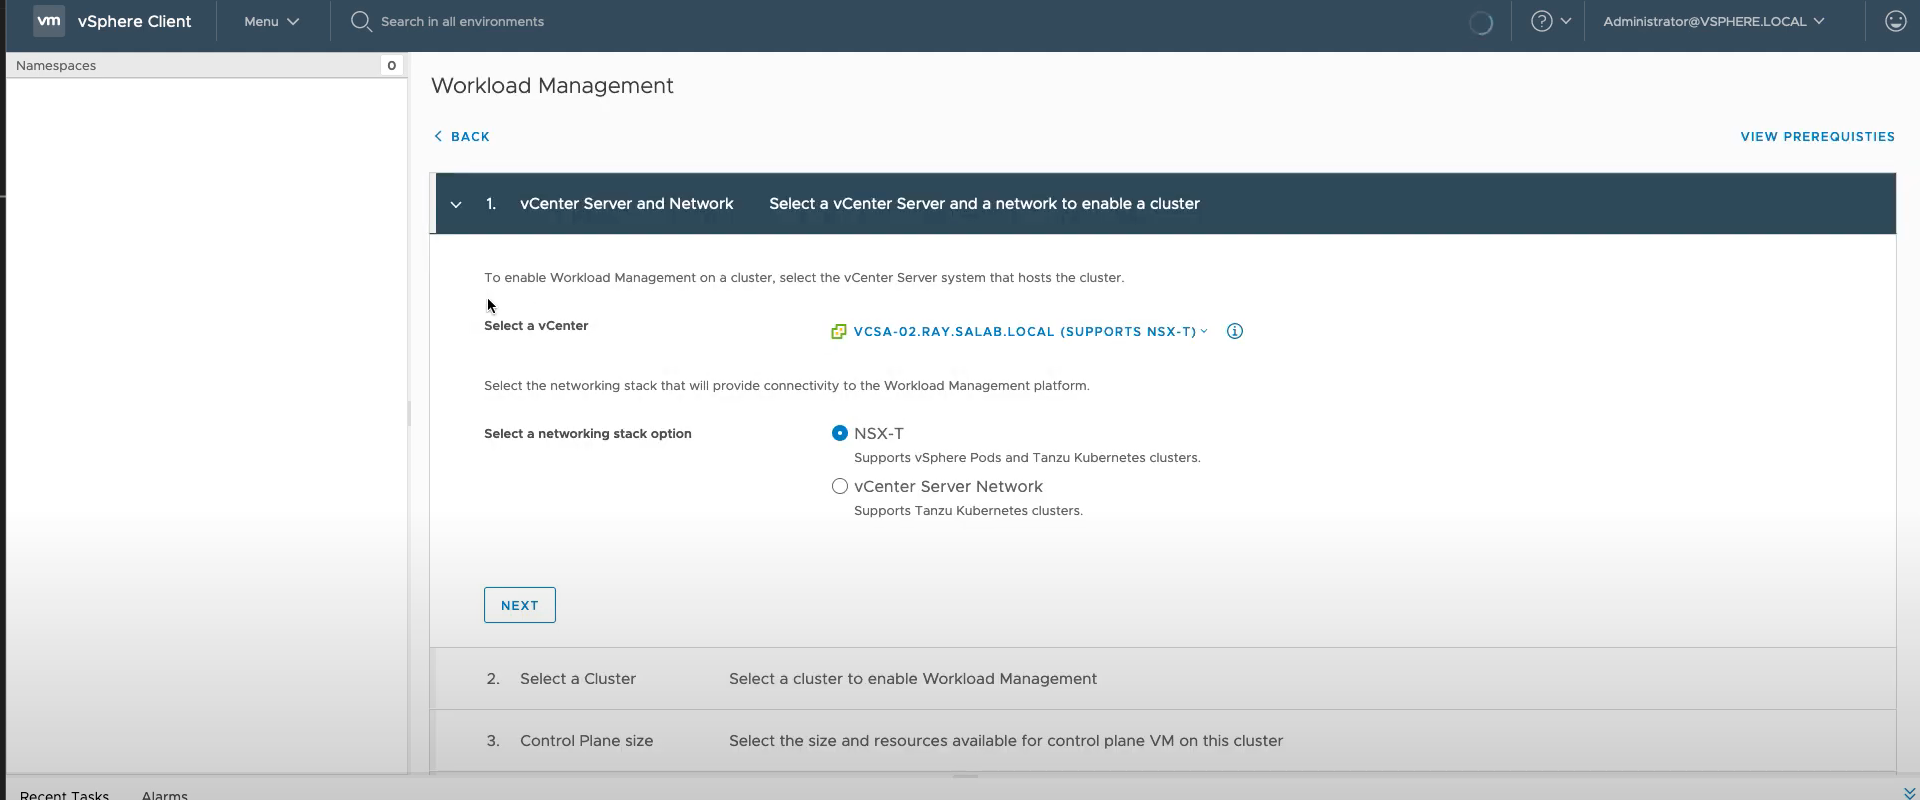 vm vSphere Client Menu Search in all environments Administrator@VSPHERE.LOCAL
Namespaces 0
Workload Management
BACK VIEW PREREQUISTIES
1. vCenter Server and Network Select a vCenter Server and a network to enable a cluster
To enable Workload Management on a cluster, select the vCenter Server system that hosts the cluster.
Select a vCenter VCSA-02.RAY.SALAB.LOCAL (SUPPORTS NSX-T)
Select the networking stack that will provide connectivity to the Workload Management platform.
Select a networking stack option NSX-T
Supports vSphere Pods and Tanzu Kubernetes clusters.
vCenter Server Network
Supports Tanzu Kubernetes clusters.
NEXT
2. Select a Cluster Select a cluster to enable Workload Management
3. Control Plane size Select the size and resources available for control plane VM on this cluster
Recent Tasks Alarms